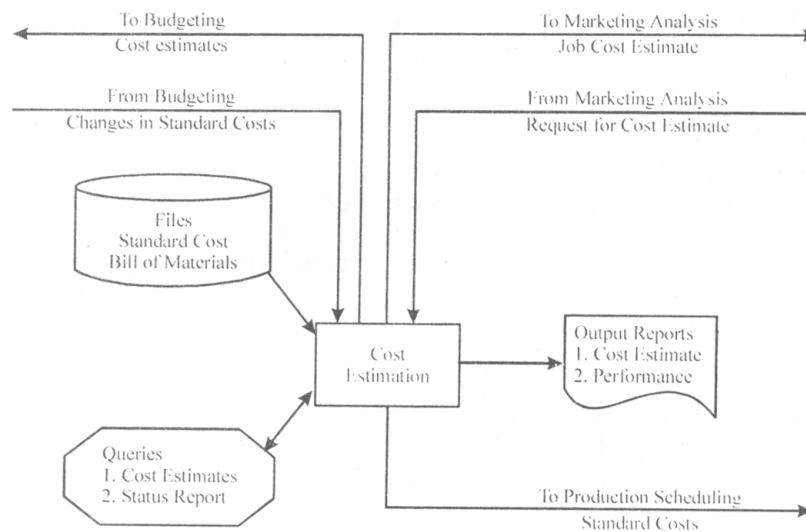 To Budgeting
Cost estimates
To Marketing Analysis
Job Cost Estimate
From Budgeting
Changes in Standard Costs
From Marketing Analysis
Request for Cost Estimate
Files
Standard Cost
Bill of Materials
Cost
Estimation
Output Reports
1. Cost Estimate
2. Performance
Queries
1. Cost Estimates
2. Status Report
To Production Scheduling
Standard Costs